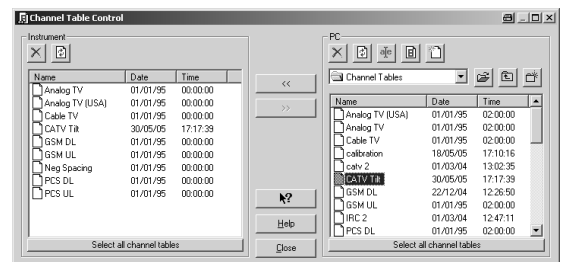 Channel Table Control
Instrument
Name Date Time
Analog TV 01/01/95 00:00:00
Analog TV (USA) 01/01/95 00:00:00
Cable TV 01/01/95 00:00:00
CATV Tilt 30/05/05 17:17:39
GSM DL 01/01/95 00:00:00
GSM UL 01/01/95 00:00:00
Neg Spacing 01/01/95 00:00:00
PCS DL 01/01/95 00:00:00
PCS UL 01/01/95 00:00:00
Select all channel tables
<<
>>
?
Help
Close
PC
a|e
Channel Tables
Name Date Time
Analog TV (USA) 01/01/95 02:00:00
Analog TV 01/01/95 02:00:00
Cable TV 01/01/95 02:00:00
calibration 18/05/05 17:10:16
catv 2 01/03/04 13:02:35
CATV Tilt 30/05/05 17:17:39
GSM DL 22/12/04 12:26:50
GSM UL 01/01/95 02:00:00
IRC 2 01/03/04 12:47:11
PCS DL 01/01/95 02:00:00
Select all channel tables